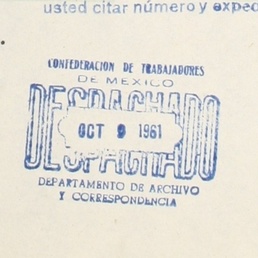 usted citar número y exped
CONFEDERACION DE TRABAJADORES
DE MEXICO
DESPACHADO
OCT 9 1961
DEPARTAMENTO DE ARCHIVO
Y CORRESPONDENCIA